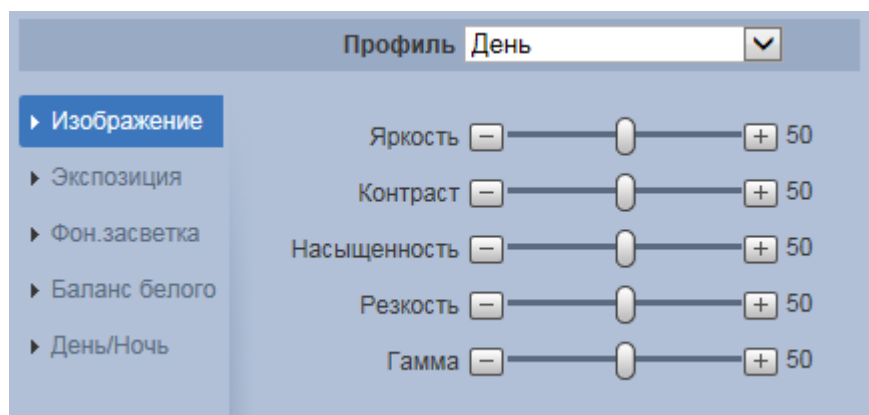 Профиль День
Изображение
Экспозиция
Фон.засветка
Баланс белого
День/Ночь
Яркость 50
Контраст 50
Насыщенность 50
Резкость 50
Гамма 50